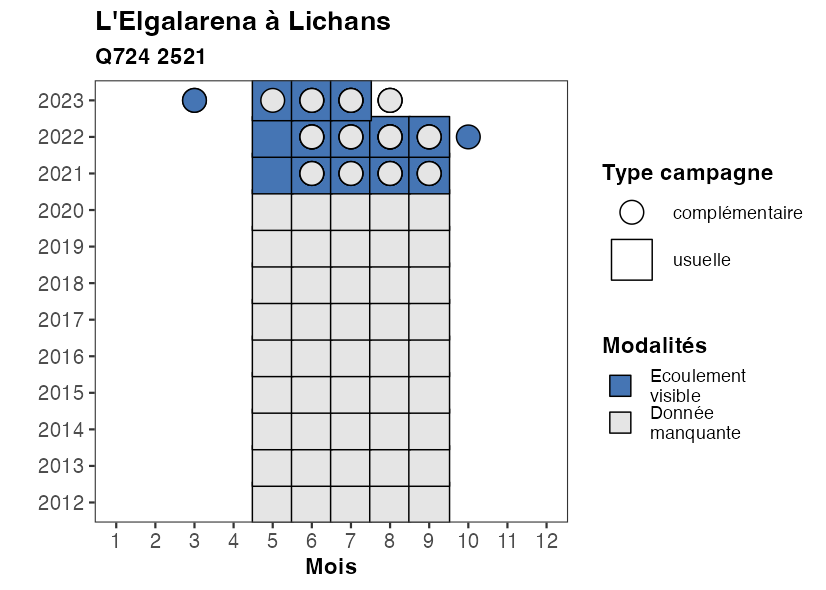 L'Elgalarena à Lichans
Q724 2521
2023
2022
2021
2020
2019
2018
2017
2016
2015
2014
2013
2012
1 2 3 4 5 6 7 8 9 10 11 12
Mois
Type campagne
complémentaire
usuelle
Modalités
Ecoulement
visible
Donnée
manquante